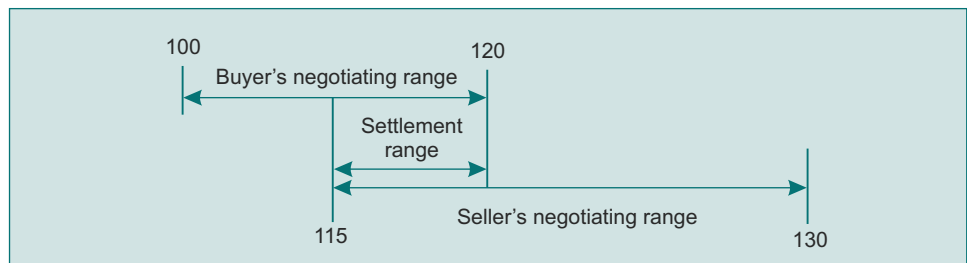 100
120
Buyer’s negotiating range
Settlement
range
Seller’s negotiating range
115
130